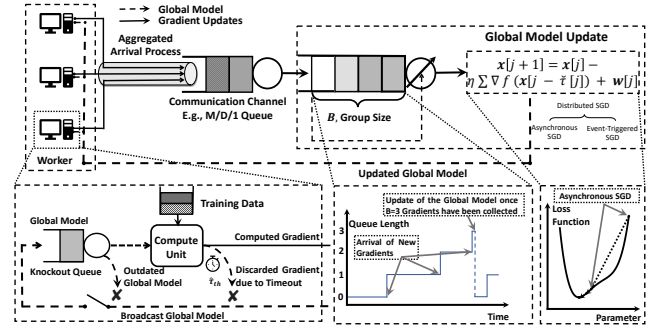 Global Model
Gradient Updates
Aggregated
Arrival Process
Communication Channel
E.g., M/D/1 Queue
Worker
Global Model Update
B, Group Size
x[j + 1] = x[j] −
η ∑ ∇f (x[j − τ̃ [j]) + w[j]
Distributed SGD
Asynchronous
SGD
Event-Triggered
SGD
Updated Global Model
Training Data
Global Model
Compute
Unit
Computed Gradient
Knockout Queue
Outdated
Global Model
Discarded Gradient
due to Timeout
Broadcast Global Model
Update of the Global Model once
B=3 Gradients have been collected
Queue Length
3
2
1
0
Arrival of New
Gradients
Time
Asynchronous SGD
Loss
Function
Parameter